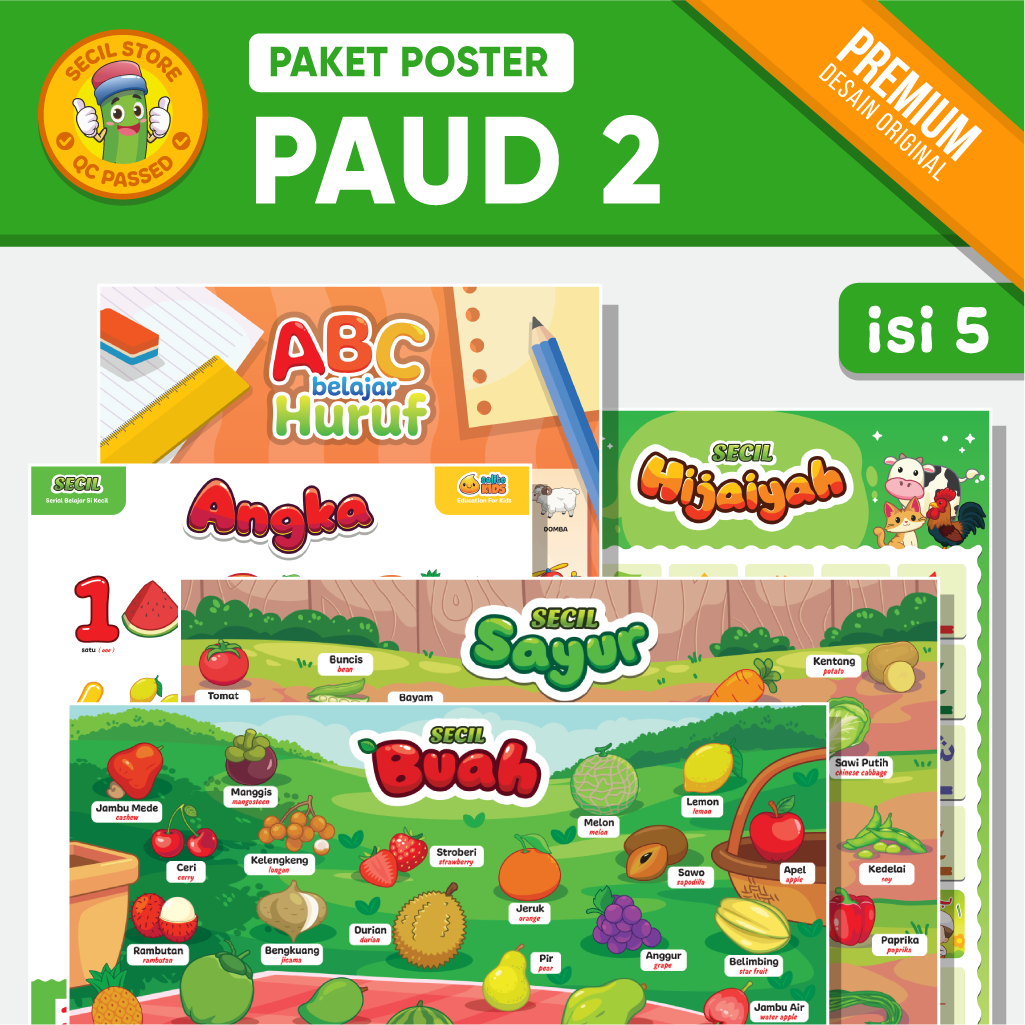 SECIL STORE
QC PASSED
PAKET POSTER
PAUD 2
PREMIUM
DESAIN ORIGINAL
isi 5
ABC
belajar
Huruf
DOMBA
SECIL
Serial Belajar Si Kecil
Angka
solite
KIDS
Education For Kids
1
satu (one)
SECIL
Hijaiyah
SECIL
Sayur
Tomat
Buncis
bean
Bayam
Kentang
potato
Sawi Putih
chinese cabbage
Kedelai
soy
Paprika
paprika
SECIL
Buah
Jambu Mede
cashew
Manggis
mangosteen
Melon
melon
Lemon
lemon
Ceri
cerry
Kelengkeng
longan
Stroberi
strawberry
Jeruk
orange
Sawo
sapodilla
Apel
apple
Rambutan
rambutan
Bengkuang
jicama
Durian
durian
Pir
pear
Anggur
grape
Belimbing
star fruit
Jambu Air
water apple